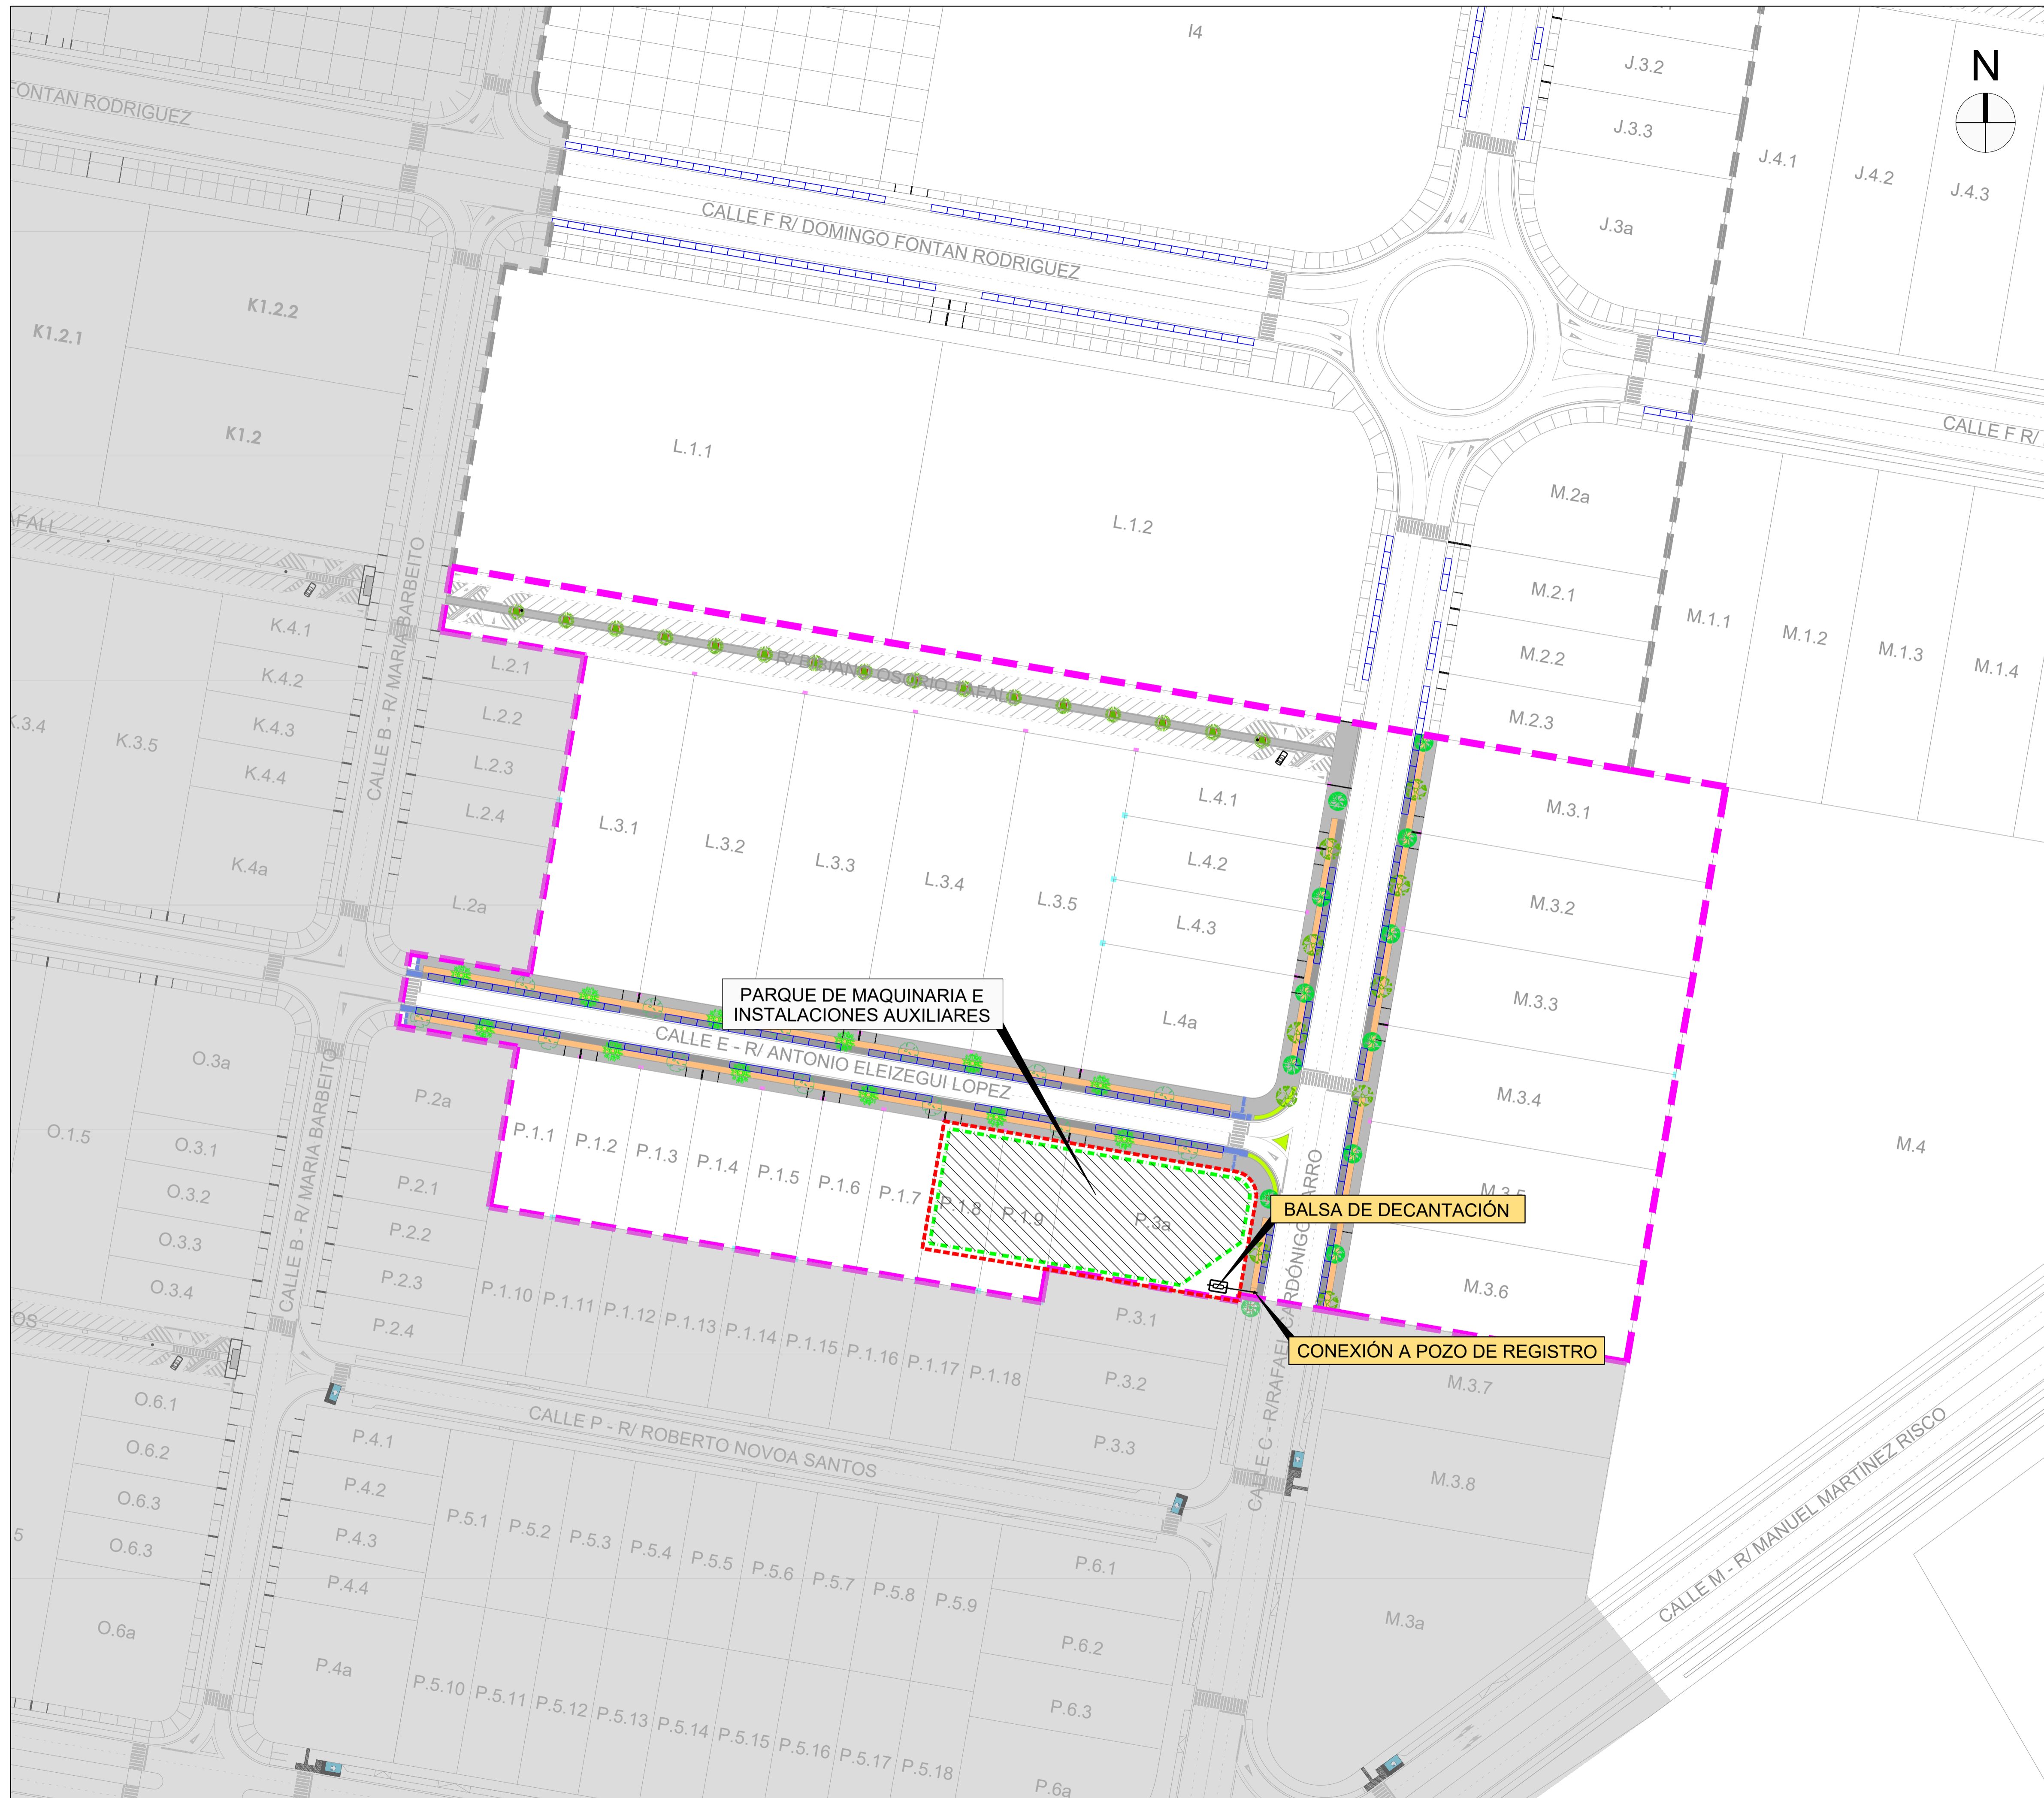 I4
J.3.2
N
FONTAN RODRIGUEZ
J.3.3
J.4.1
J.4.2
J.4.3
CALLE F R/ DOMINGO FONTAN RODRIGUEZ
J.3a
K1.2.2
K1.2.1
K1.2
L.1.1
L.1.2
CALLE F R/
M.2a
AFALL
CALLE B - R/ MARIA BARBEITO
M.2.1
M.1.1
M.1.2
M.1.3
M.1.4
K.4.1
L.2.1
M.2.2
K.4.2
L.2.2
M.2.3
K.3.4
K.3.5
K.4.3
L.2.3
K.4.4
L.2.4
K.4a
L.2a
L.3.1
L.3.2
L.3.3
L.3.4
L.3.5
L.4.1
L.4.2
L.4.3
L.4a
M.3.1
M.3.2
M.3.3
M.3.4
M.3.5
M.3.6
M.4
PARQUE DE MAQUINARIA E
INSTALACIONES AUXILIARES
CALLE E - R/ ANTONIO ELEIZEGUI LOPEZ
O.3a
P.2a
O.1.5
O.3.1
O.3.2
O.3.3
O.3.4
CALLE B - R/ MARIA BARBEITO
P.2.1
P.2.2
P.2.3
P.2.4
P.1.1
P.1.2
P.1.3
P.1.4
P.1.5
P.1.6
P.1.7
P.1.8
P.1.9
P.3a
BALSA DE DECANTACIÓN
CONEXIÓN A POZO DE REGISTRO
P.1.10
P.1.11
P.1.12
P.1.13
P.1.14
P.1.15
P.1.16
P.1.17
P.1.18
P.3.1
P.3.2
P.3.3
M.3.7
M.3.8
M.3a
OS
CALLE P - R/ ROBERTO NOVOA SANTOS
CALLE M - R/ MANUEL MARTÍNEZ RISCO
O.6.1
O.6.2
O.6.3
O.6.3
O.6a
5
P.4.1
P.4.2
P.4.3
P.4.4
P.4a
P.5.1
P.5.2
P.5.3
P.5.4
P.5.5
P.5.6
P.5.7
P.5.8
P.5.9
P.6.1
P.6.2
P.6.3
P.6a
P.5.10
P.5.11
P.5.12
P.5.13
P.5.14
P.5.15
P.5.16
P.5.17
P.5.18